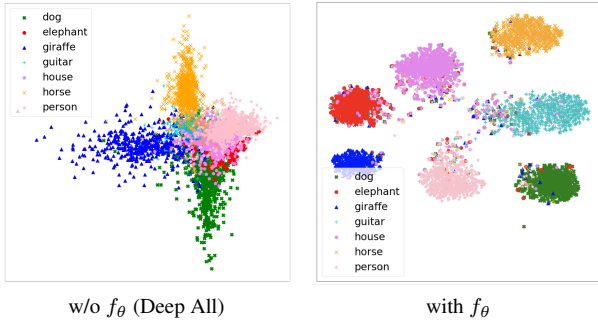 dog
elephant
giraffe
guitar
house
horse
person
dog
elephant
giraffe
guitar
house
horse
person
w/o fθ (Deep All)
with fθ